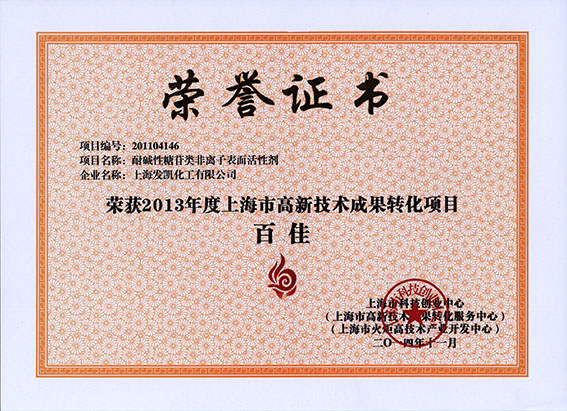 荣誉证书
项目编号：201104146
项目名称：耐碱性糖苷类非离子表面活性剂
企业名称：上海发凯化工有限公司
荣获2013年度上海市高新技术成果转化项目
百佳
上海市科技创业中心
（上海市高新技术成果转化服务中心）
（上海市火炬高技术产业开发中心）
二〇一四年十一月